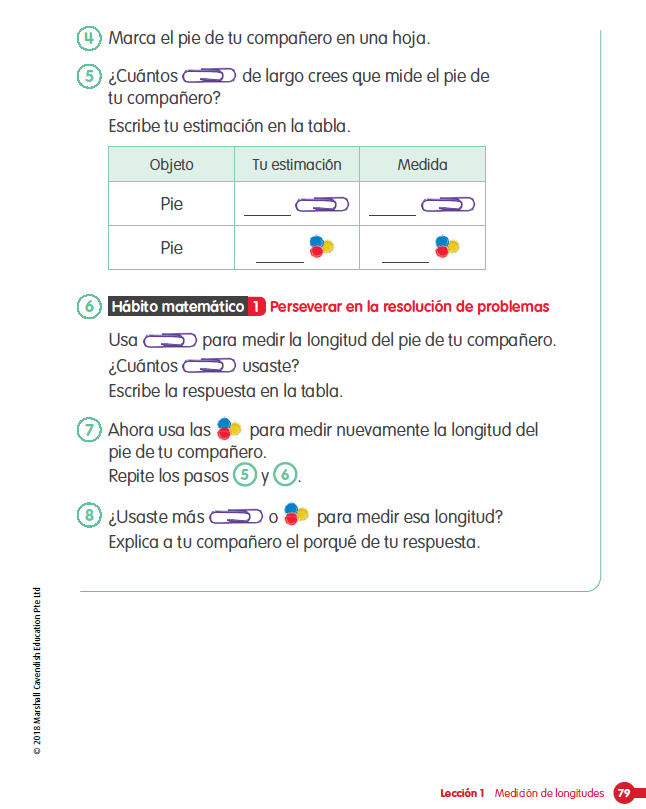 4 Marca el pie de tu compañero en una hoja.
5 ¿Cuántos de largo crees que mide el pie de
tu compañero?
Escribe tu estimación en la tabla.
Objeto Tu estimación Medida
Pie
Pie
6 Hábito matemático 1 Perseverar en la resolución de problemas
Usa para medir la longitud del pie de tu compañero.
¿Cuántos usaste?
Escribe la respuesta en la tabla.
7 Ahora usa las para medir nuevamente la longitud del
pie de tu compañero.
Repite los pasos 5 y 6.
8 ¿Usaste más o para medir esa longitud?
Explica a tu compañero el porqué de tu respuesta.
© 2018 Marshall Cavendish Education Pte Ltd
Lección 1 Medición de longitudes 79